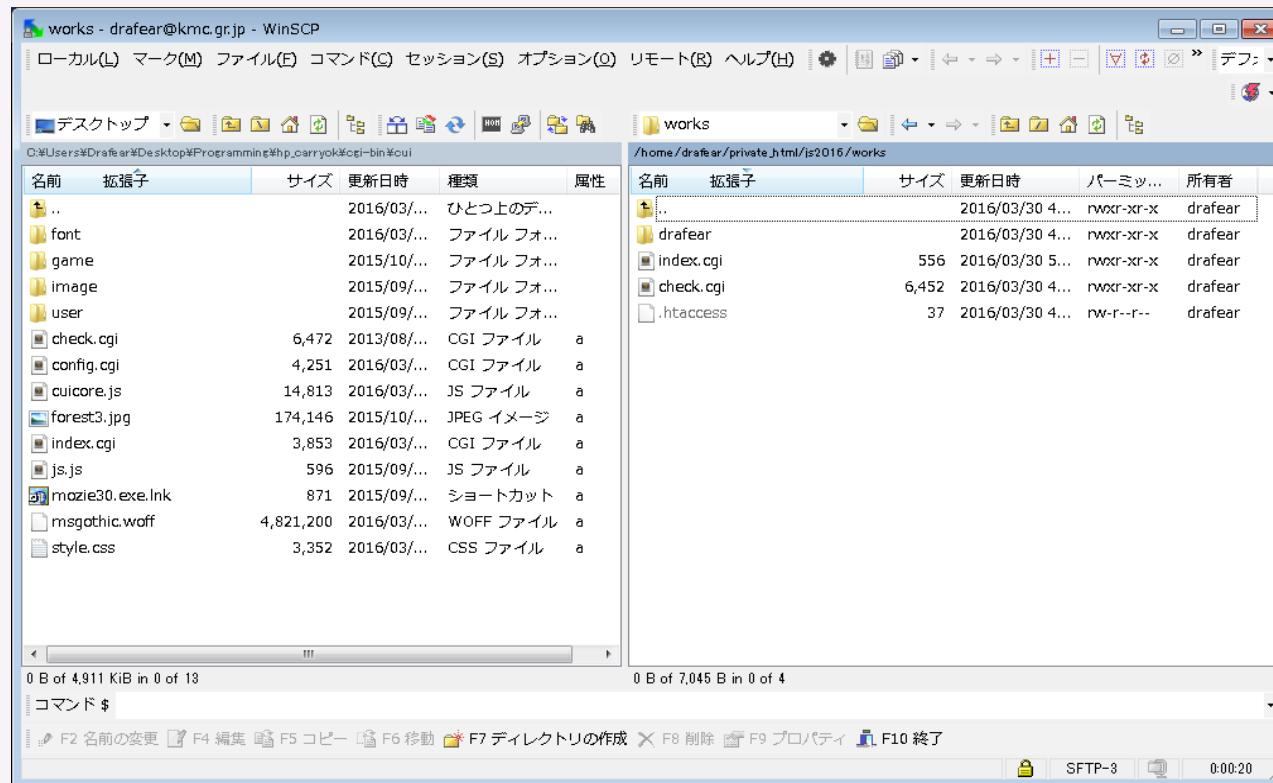 works - drafear@kmc.gr.jp - WinSCP
ローカル(L) マーク(M) ファイル(F) コマンド(C) セッション(S) オプション(O) リモート(R) ヘルプ(H) » デフ:
デスクトップ works
C:¥Users¥Drafear¥Desktop¥Programming¥hp_carryok¥cgi-bin¥cui /home/drafear/private_html/js2016/works
名前 拡張子 サイズ 更新日時 種類 属性 名前 拡張子 サイズ 更新日時 パーミッ... 所有者
.. 2016/03/... ひとつ上のデ... .. 2016/03/30 4... rwxr-xr-x drafear
font 2016/03/... ファイル フォ... drafear 2016/03/30 4... rwxr-xr-x drafear
game 2015/10/... ファイル フォ... index.cgi 556 2016/03/30 5... rwxr-xr-x drafear
image 2015/09/... ファイル フォ... check.cgi 6,452 2016/03/30 4... rwxr-xr-x drafear
user 2015/09/... ファイル フォ... .htaccess 37 2016/03/30 4... rw-r--r-- drafear
check.cgi 6,472 2013/08/... CGI ファイル a
config.cgi 4,251 2016/03/... CGI ファイル a
cuicore.js 14,813 2016/03/... JS ファイル a
forest3.jpg 174,146 2015/10/... JPEG イメージ a
index.cgi 3,853 2016/03/... CGI ファイル a
js.js 596 2015/09/... JS ファイル a
mozie30.exe.lnk 871 2015/09/... ショートカット a
msgothic.woff 4,821,200 2016/03/... WOFF ファイル a
style.css 3,352 2016/03/... CSS ファイル a
0 B of 4,911 KiB in 0 of 13 0 B of 7,045 B in 0 of 4
コマンド $
F2 名前の変更 F4 編集 F5 コピー F6 移動 F7 ディレクトリの作成 F8 削除 F9 プロパティ F10 終了
SFTP-3 0:00:20